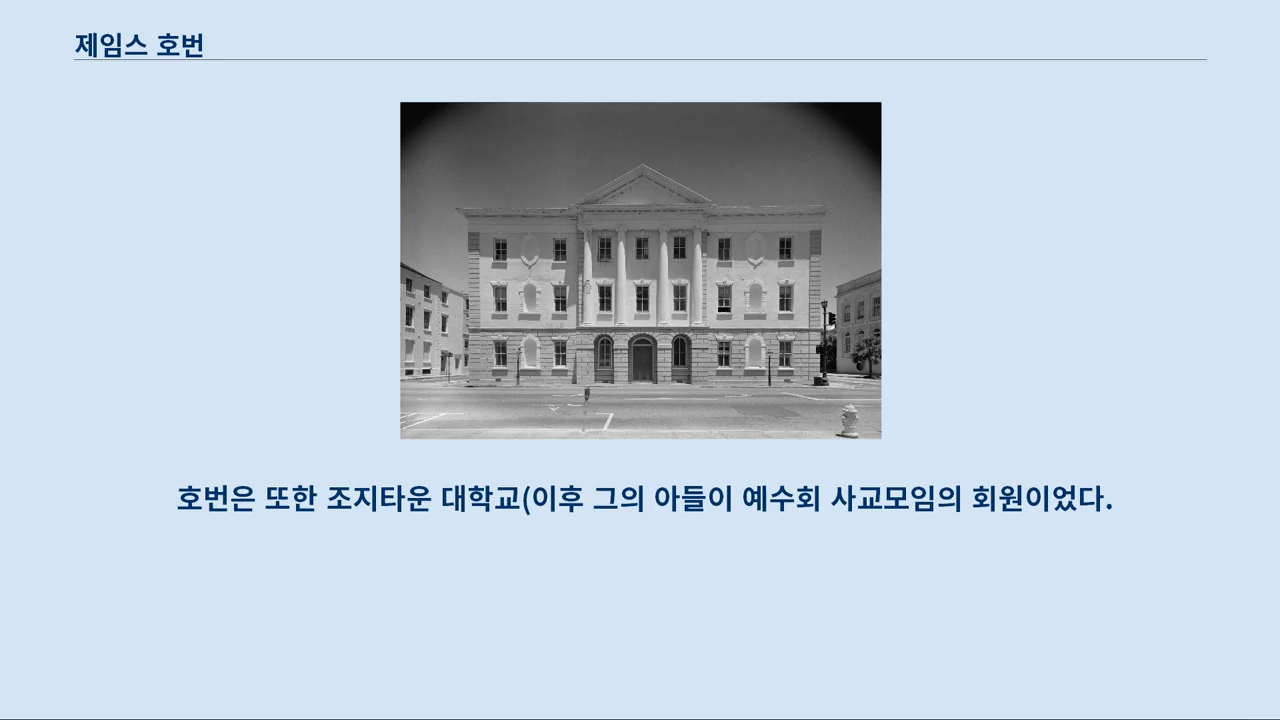 제임스 호번
호번은 또한 조지타운 대학교(이후 그의 아들이 예수회 사교모임의 회원이었다.